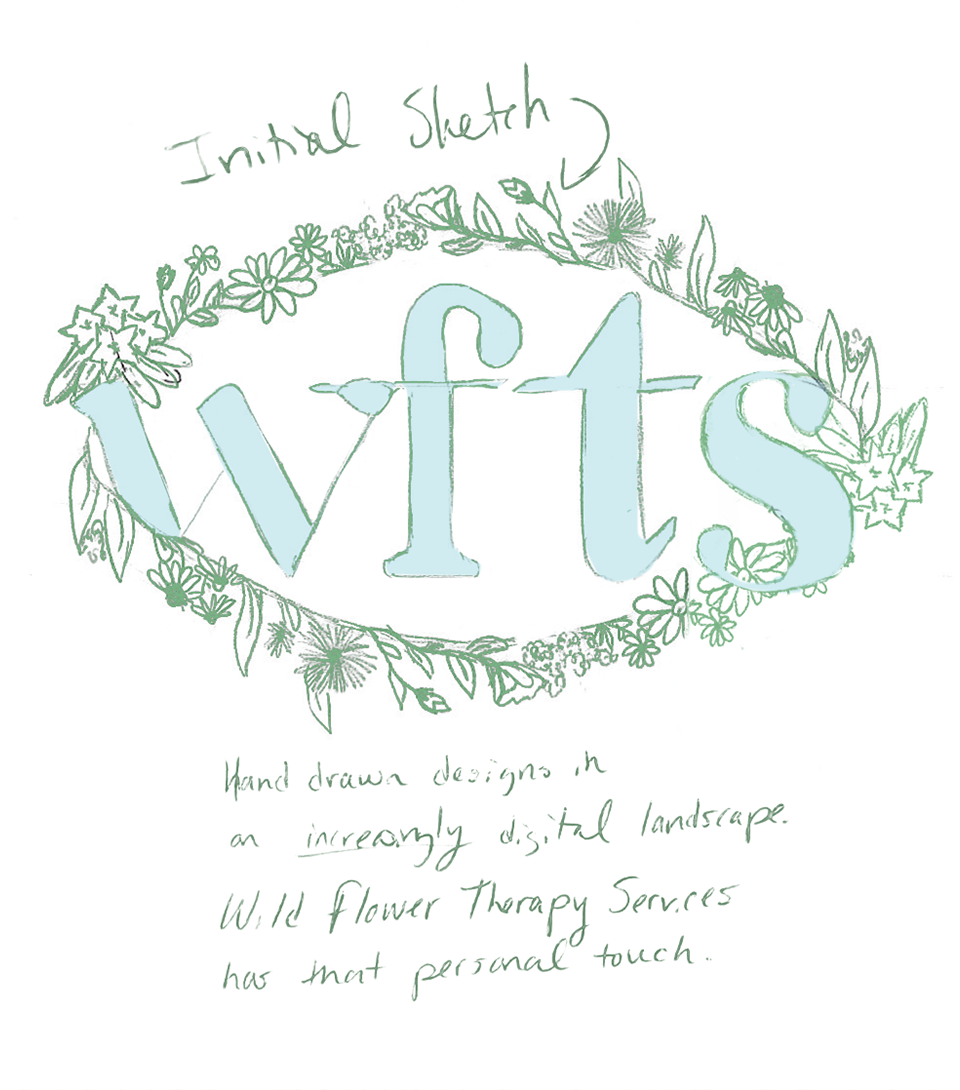 Initial Sketch
wfts
Hand drawn designs in
an increasingly digital landscape.
Wild Flower Therapy Services
has that personal touch.